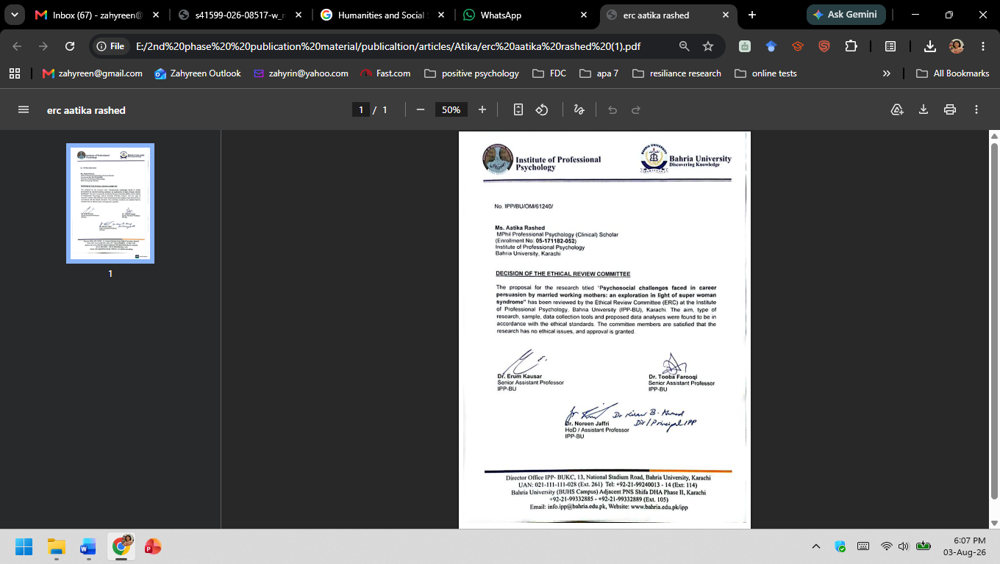 Inbox (67) - zahyreen@
s41599-026-08517-w_r
Humanities and Social
WhatsApp
erc aatika rashed
Ask Gemini
File
E:/2nd%20phase%20%20publication%20material/publicaltion/articles/Atika/erc%20aatika%20rashed%20(1).pdf
zahyreen@gmail.com
Zahyreen Outlook
zahyrin@yahoo.com
Fast.com
positive psychology
FDC
apa 7
resiliance research
online tests
All Bookmarks
erc aatika rashed
1 / 1
50%
1
Institute of Professional
Psychology
Bahria University
Discovering Knowledge
No. IPP/BU/OM/61240/
Ms. Aatika Rashed
MPhil Professional Psychology (Clinical) Scholar
(Enrollment No: 05-171182-052)
Institute of Professional Psychology
Bahria University, Karachi
DECISION OF THE ETHICAL REVIEW COMMITTEE
The proposal for the research titled "Psychosocial challenges faced in career
persuasion by married working mothers: an exploration in light of super woman
syndrome" has been reviewed by the Ethical Review Committee (ERC) at the Institute
of Professional Psychology, Bahria University (IPP-BU), Karachi. The aim, type of
research, sample, data collection tools and proposed data analyses were found to be in
accordance with the ethical standards. The committee members are satisfied that the
research has no ethical issues, and approval is granted.
Dr. Erum Kausar
Senior Assistant Professor
IPP-BU
Dr. Tooba Farooqi
Senior Assistant Professor
IPP-BU
Dr. Noreen Jaffri
HoD / Assistant Professor
IPP-BU
Dr Kiran B. Ahmed
Dir/Principal IPP
Director Office IPP- BUKC, 13, National Stadium Road, Bahria University, Karachi
UAN: 021-111-111-028 (Ext. 261) Tel: +92-21-99240013 - 14 (Ext: 114)
Bahria University (BUHS Campus) Adjacent PNS Shifa DHA Phase II, Karachi
+92-21-99332885 - +92-21-99332889 (Ext. 105)
Email: info.ipp@bahria.edu.pk, Website: www.bahria.edu.pk/ipp
6:07 PM
03-Aug-26